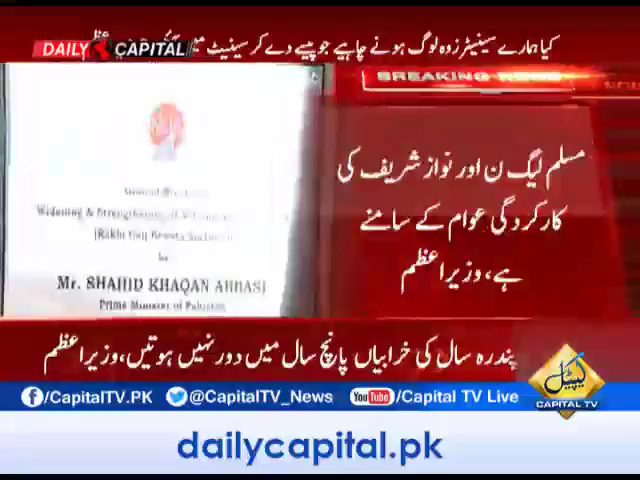 کیا ہمارے سینیٹرز وہ لوگ ہونے چاہیے جو پیسے دے کر سینیٹ میں
DAILY CAPITAL
BREAKING NEWS
Widening & Strengthening of
Mr. SHAHID KHAQAN ABBASI
Prime Minister of Pakistan
مسلم لیگ ن اور نواز شریف کی
کارکردگی عوام کے سامنے
ہے، وزیراعظم
پندرہ سال کی خرابیاں پانچ سال میں دور نہیں ہوتیں، وزیراعظم
کیپیٹل
CAPITAL TV
/CapitalTV.PK @CapitalTV_News YouTube /Capital TV Live
dailycapital.pk